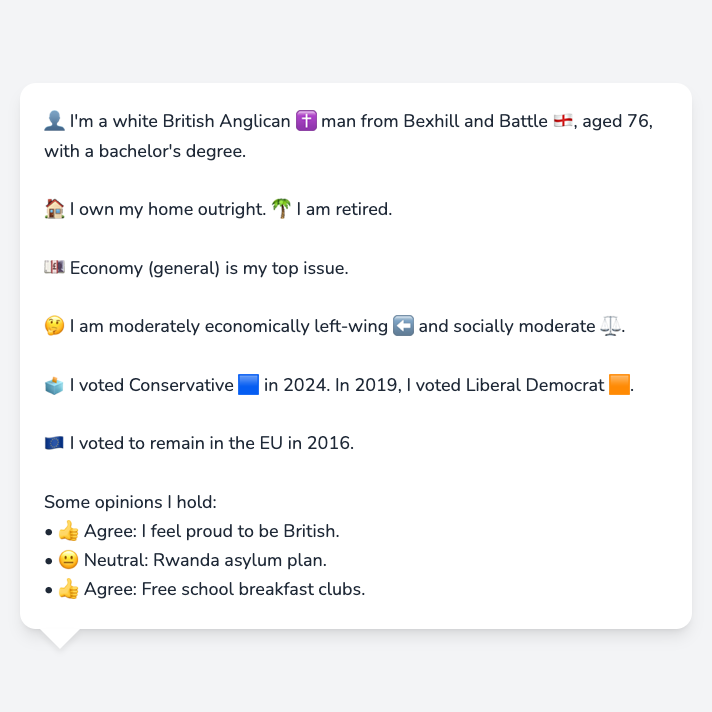 👤 I'm a white British Anglican ✝️ man from Bexhill and Battle 🏴󠁧󠁢󠁥󠁮󠁧󠁿, aged 76,
with a bachelor's degree.
🏠 I own my home outright. 🌴 I am retired.
💷 Economy (general) is my top issue.
🤔 I am moderately economically left-wing ⬅️ and socially moderate ⚖️.
🗳️ I voted Conservative 🟦 in 2024. In 2019, I voted Liberal Democrat 🟧.
🇪🇺 I voted to remain in the EU in 2016.
Some opinions I hold:
• 👍 Agree: I feel proud to be British.
• 😐 Neutral: Rwanda asylum plan.
• 👍 Agree: Free school breakfast clubs.